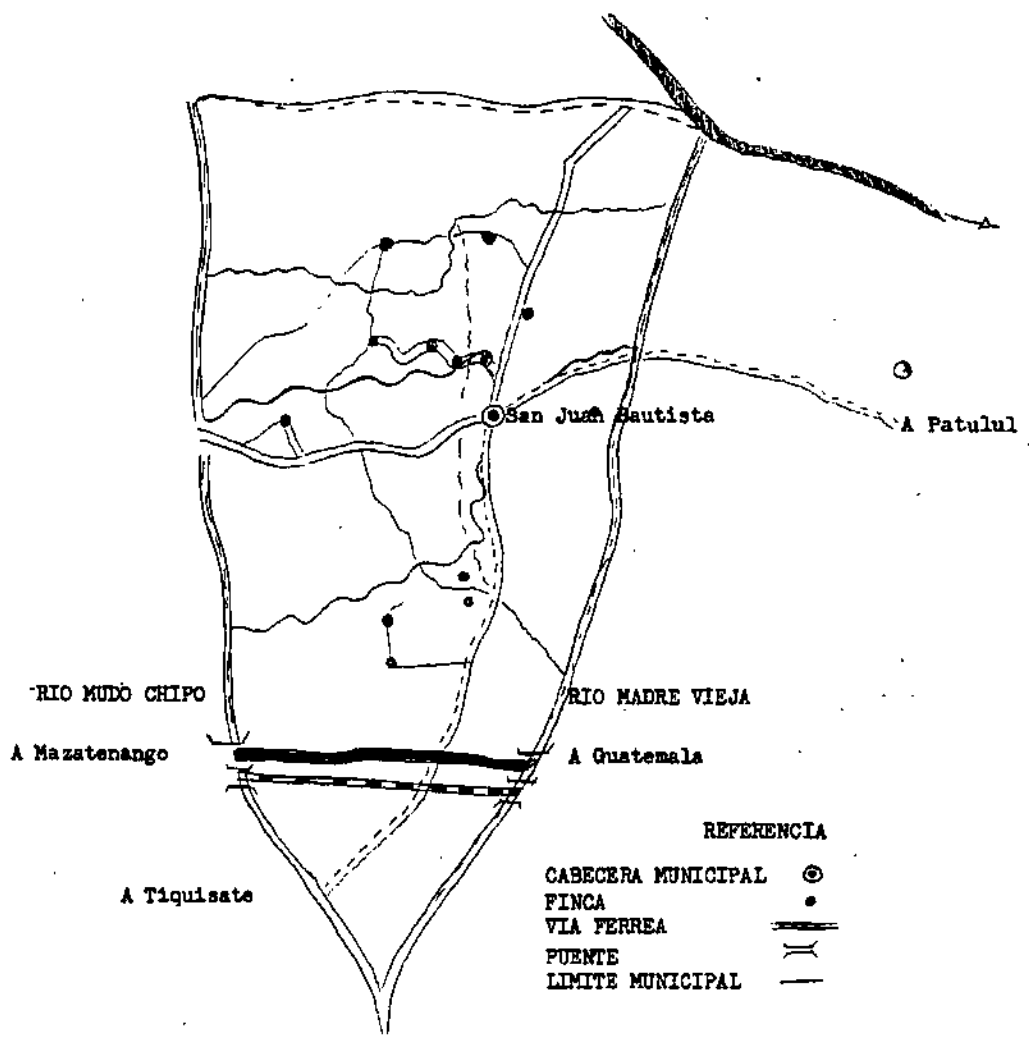 San Juan Bautista
A Patulul
RIO MUDO CHIPO
RIO MADRE VIEJA
A Mazatenango
A Guatemala
A Tiquisate
REFERENCIA
CABECERA MUNICIPAL
FINCA
VIA FERREA
PUENTE
LIMITE MUNICIPAL